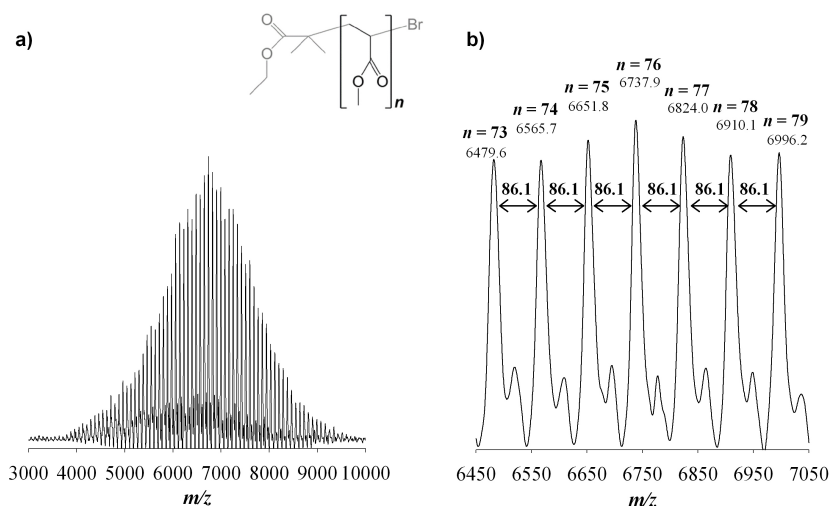 a)
O
O
Br
O
O
n
3000 4000 5000 6000 7000 8000 9000 10000
m/z
b)
n = 73
6479.6
n = 74
6565.7
n = 75
6651.8
n = 76
6737.9
n = 77
6824.0
n = 78
6910.1
n = 79
6996.2
86.1 86.1 86.1 86.1 86.1 86.1
6450 6550 6650 6750 6850 6950 7050
m/z